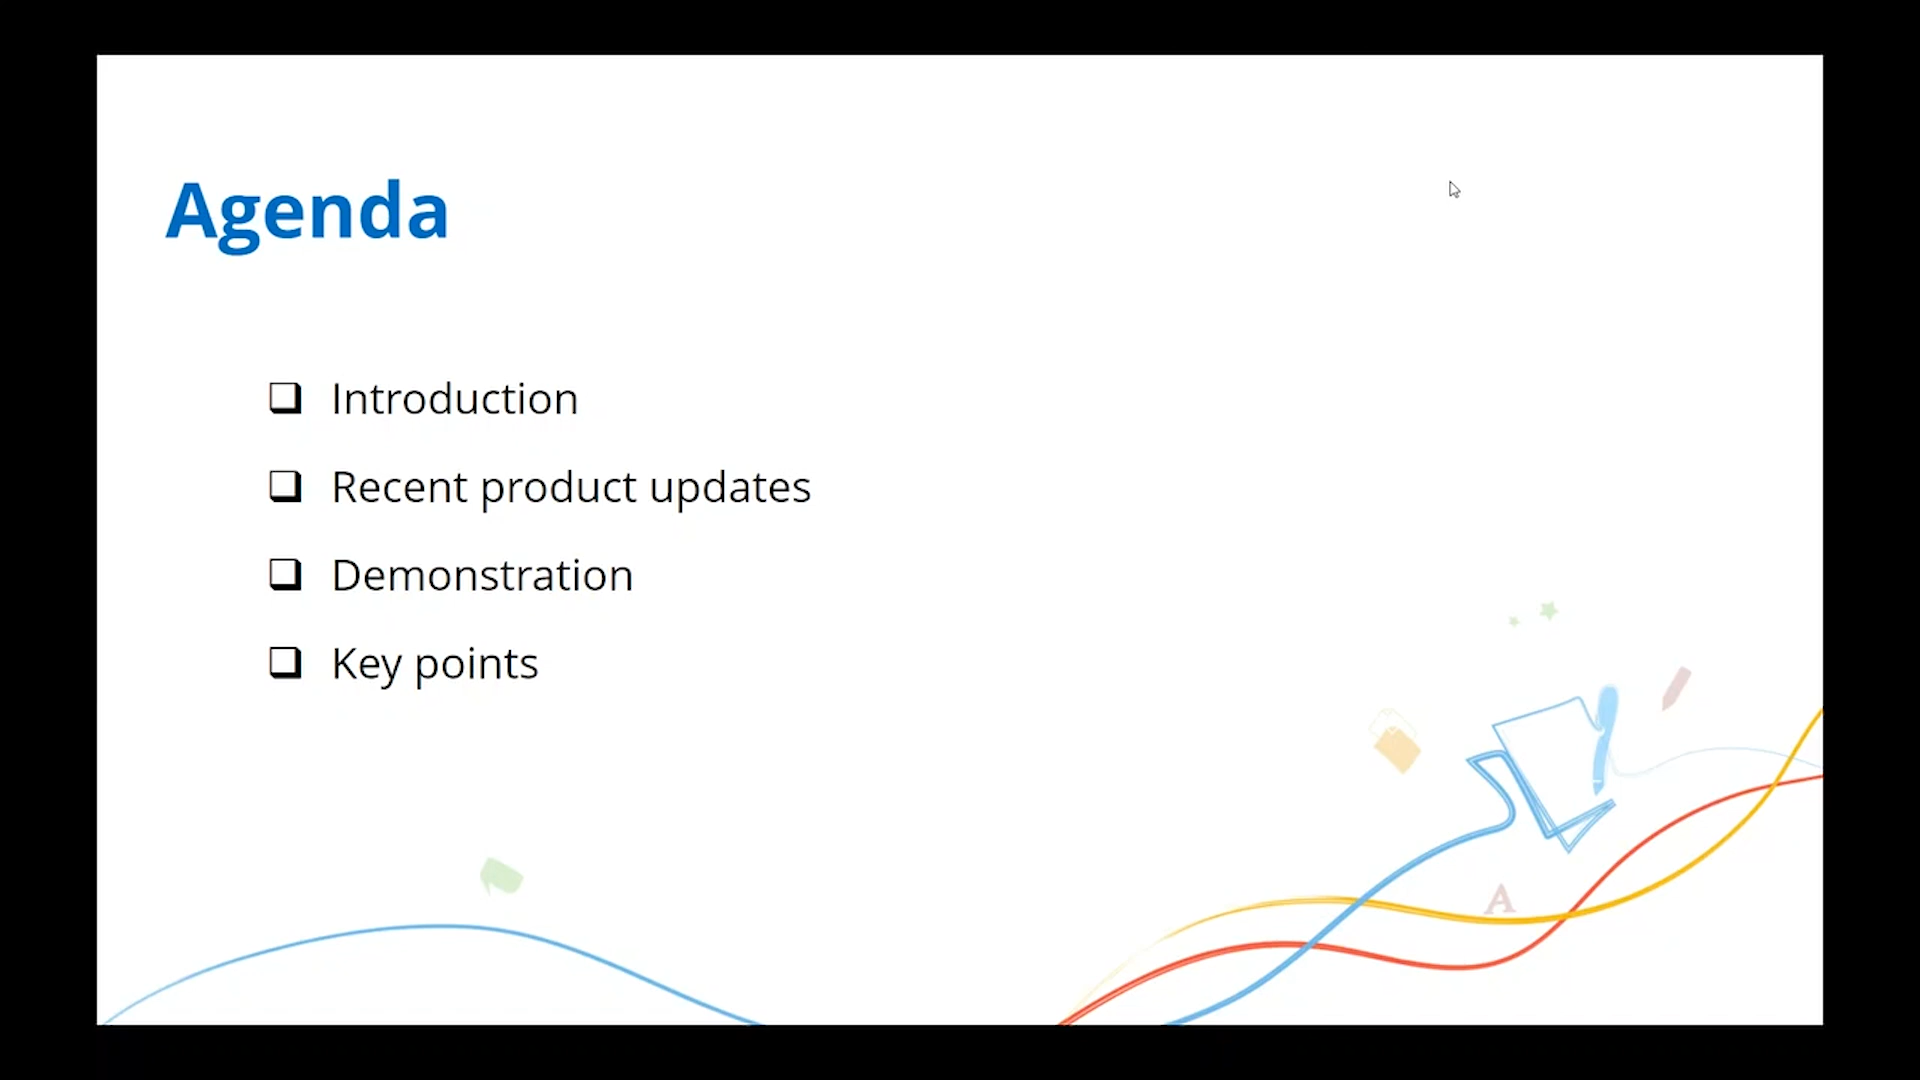 Agenda
Introduction
Recent product updates
Demonstration
Key points
A